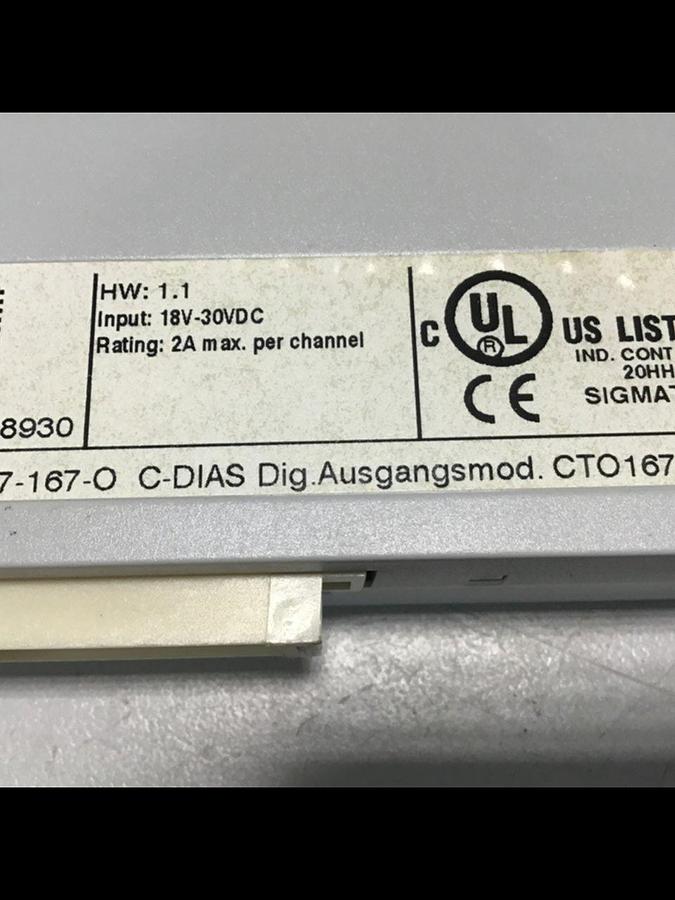 HW: 1.1
Input: 18V-30VDC
Rating: 2A max. per channel
8930
C UL® US LIST
IND. CONT
20HH
CE
SIGMAT
7-167-O C-DIAS Dig.Ausgangsmod. CTO167